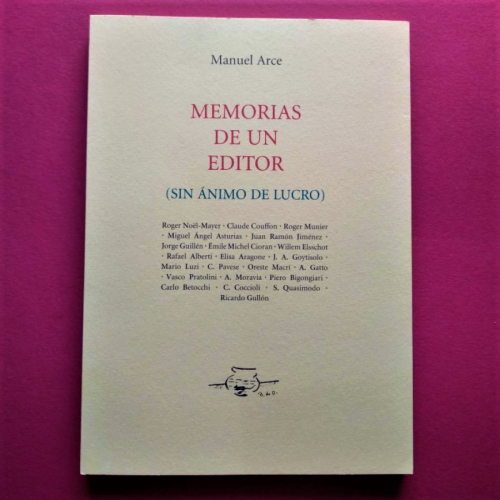 Manuel Arce
MEMORIAS
DE UN
EDITOR
(SIN ÁNIMO DE LUCRO)
Roger Noël-Mayer · Claude Couffon · Roger Munier
· Miguel Ángel Asturias · Juan Ramón Jiménez ·
Jorge Guillén · Émile Michel Cioran · Willem Elsschot
· Rafael Alberti · Elisa Aragone · J. A. Goytisolo ·
Mario Luzi · C. Pavese · Oreste Macrí · A. Gatto
· Vasco Pratolini · A. Moravia · Piero Bigongiari ·
Carlo Betocchi · C. Coccioli · S. Quasimodo ·
Ricardo Gullón